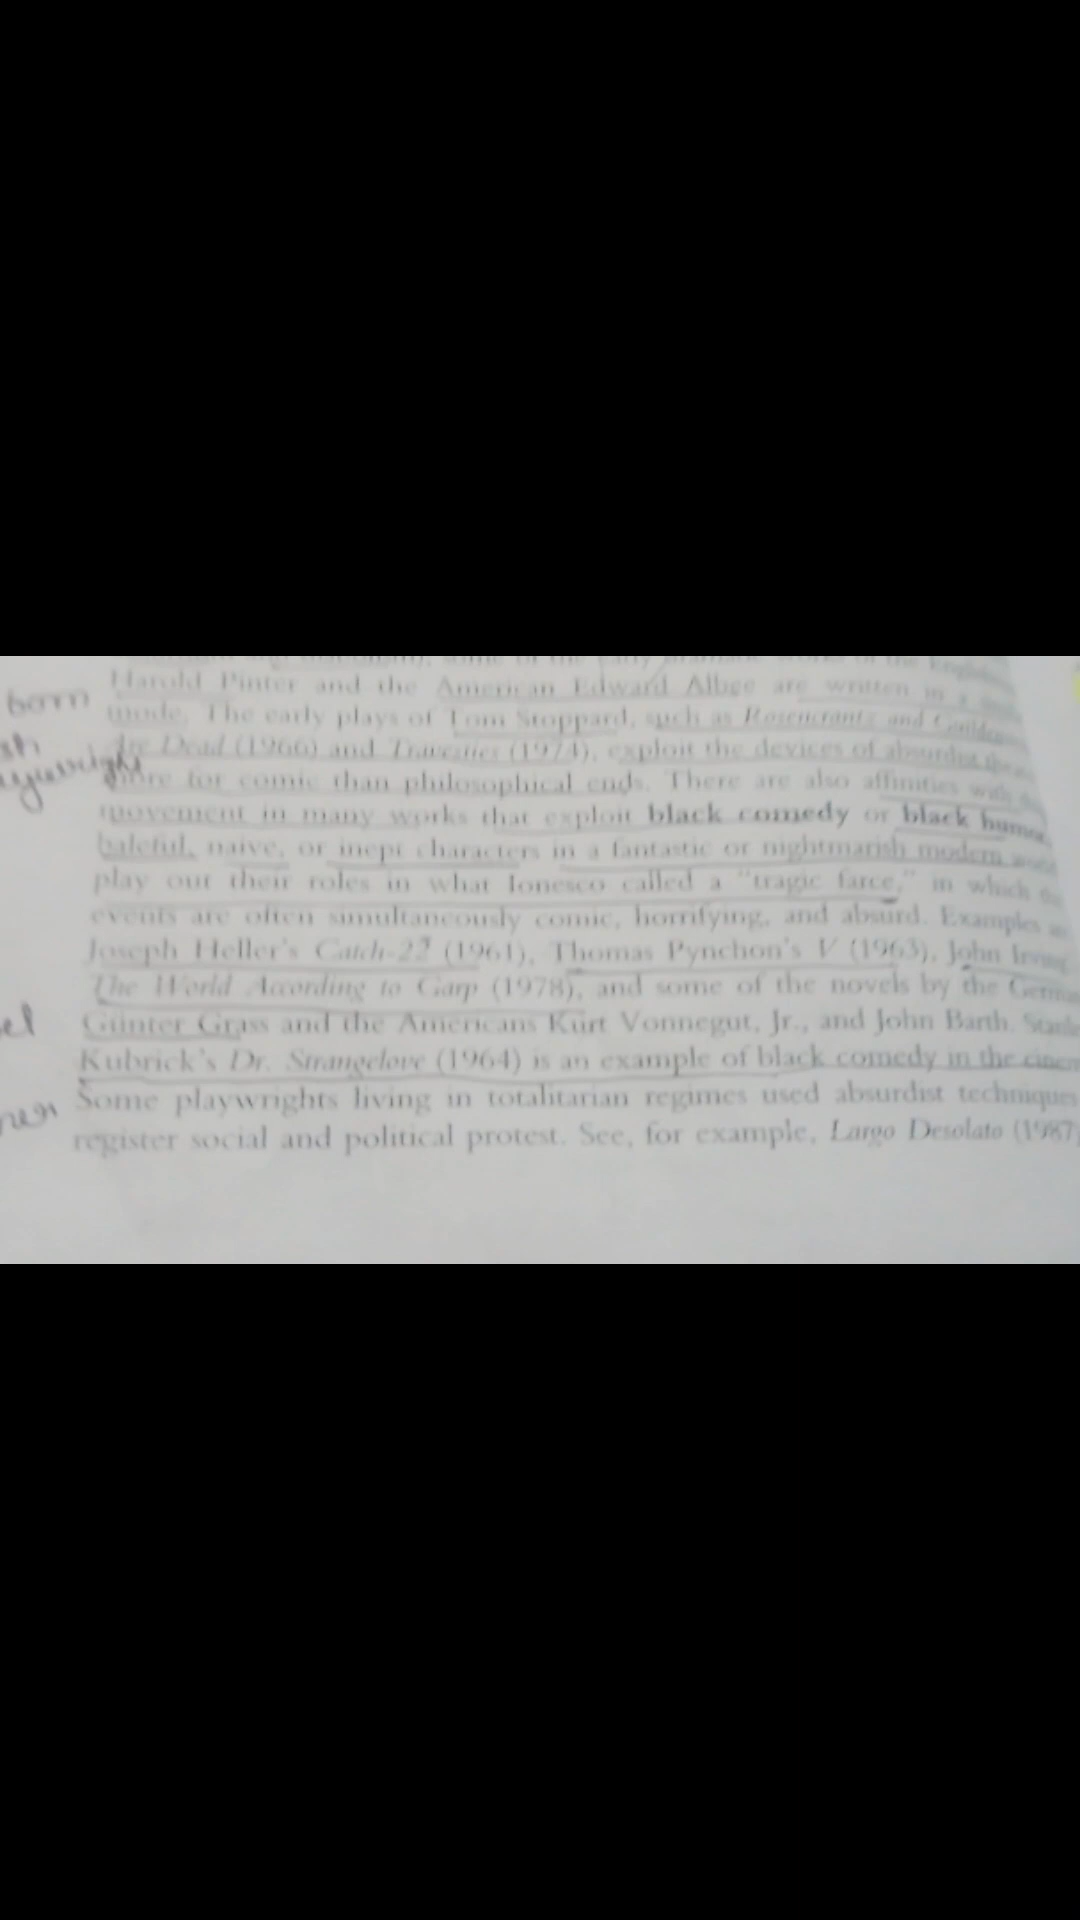 Harold Pinter and the American Edward Albee are written in a
mode. The early plays of Tom Stoppard, such as Rosencrantz and
Are Dead (1966) and Travesties (1974), exploit the devices of absurdist
more for comic than philosophical ends. There are also affinities with
movement in many works that exploit black comedy or black humor
baleful, naive, or inept characters in a fantastic or nightmarish modern
play out their roles in what Ionesco called a "tragic farce," in which
events are often simultaneously comic, horrifying, and absurd. Examples
Joseph Heller's Catch-22 (1961), Thomas Pynchon's V (1963), John
The World According to Garp (1978), and some of the novels by the
Günter Grass and the Americans Kurt Vonnegut, Jr., and John Barth.
Kubrick's Dr. Strangelove (1964) is an example of black comedy in the
Some playwrights living in totalitarian regimes used absurdist techniques
register social and political protest. See, for example, Largo Desolato (1987)
born